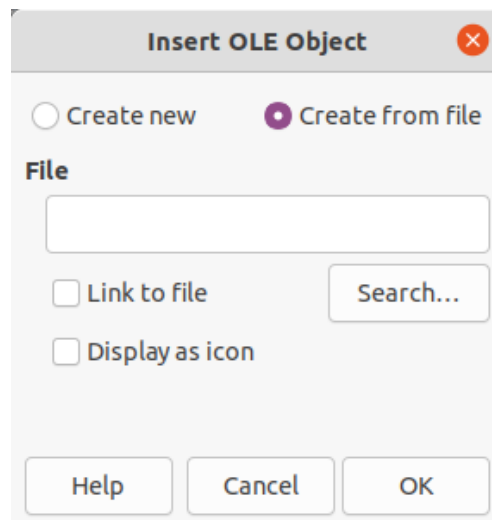 Insert OLE Object
Create new Create from file
File
Link to file Search...
Display as icon
Help Cancel OK